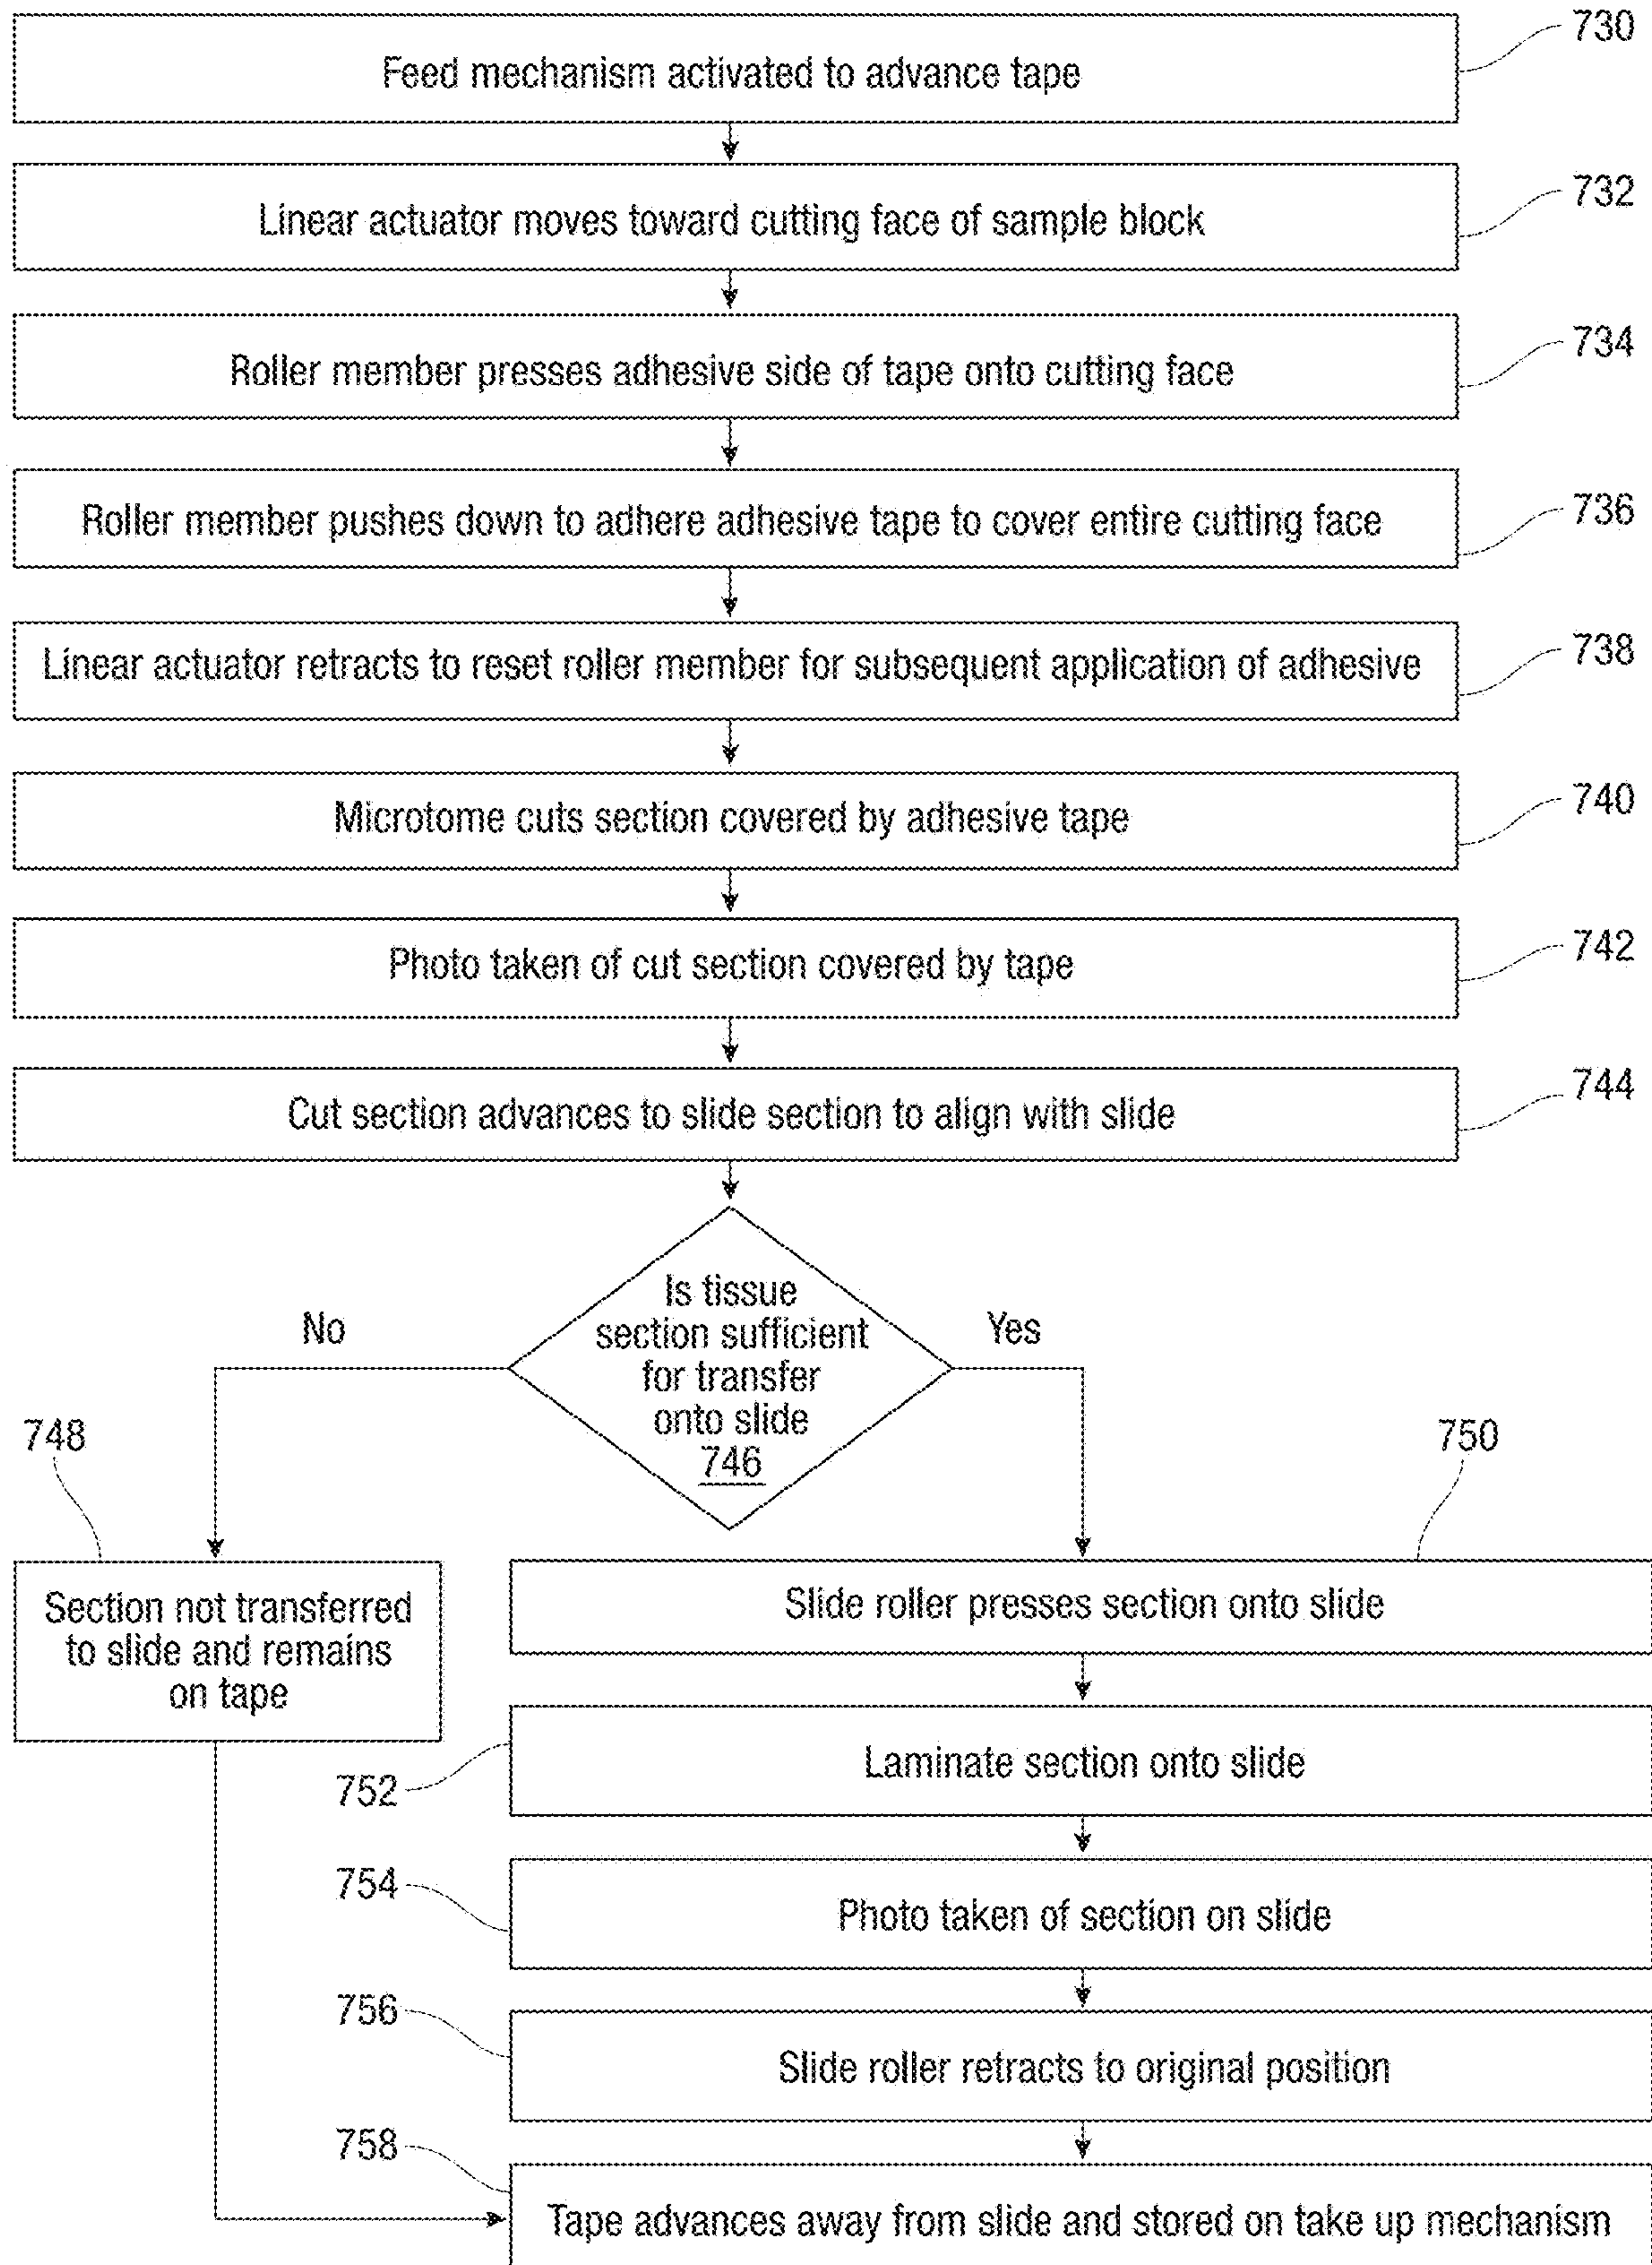 Feed mechanism activated to advance tape
730
Linear actuator moves toward cutting face of sample block
732
Roller member presses adhesive side of tape onto cutting face
734
Roller member pushes down to adhere adhesive tape to cover entire cutting face
736
Linear actuator retracts to reset roller member for subsequent application of adhesive
738
Microtome cuts section covered by adhesive tape
740
Photo taken of cut section covered by tape
742
Cut section advances to slide section to align with slide
744
Is tissue
section sufficient
for transfer
onto slide
746
No
Yes
748
750
Section not transferred
to slide and remains
on tape
Slide roller presses section onto slide
752
Laminate section onto slide
754
Photo taken of section on slide
756
Slide roller retracts to original position
758
Tape advances away from slide and stored on take up mechanism